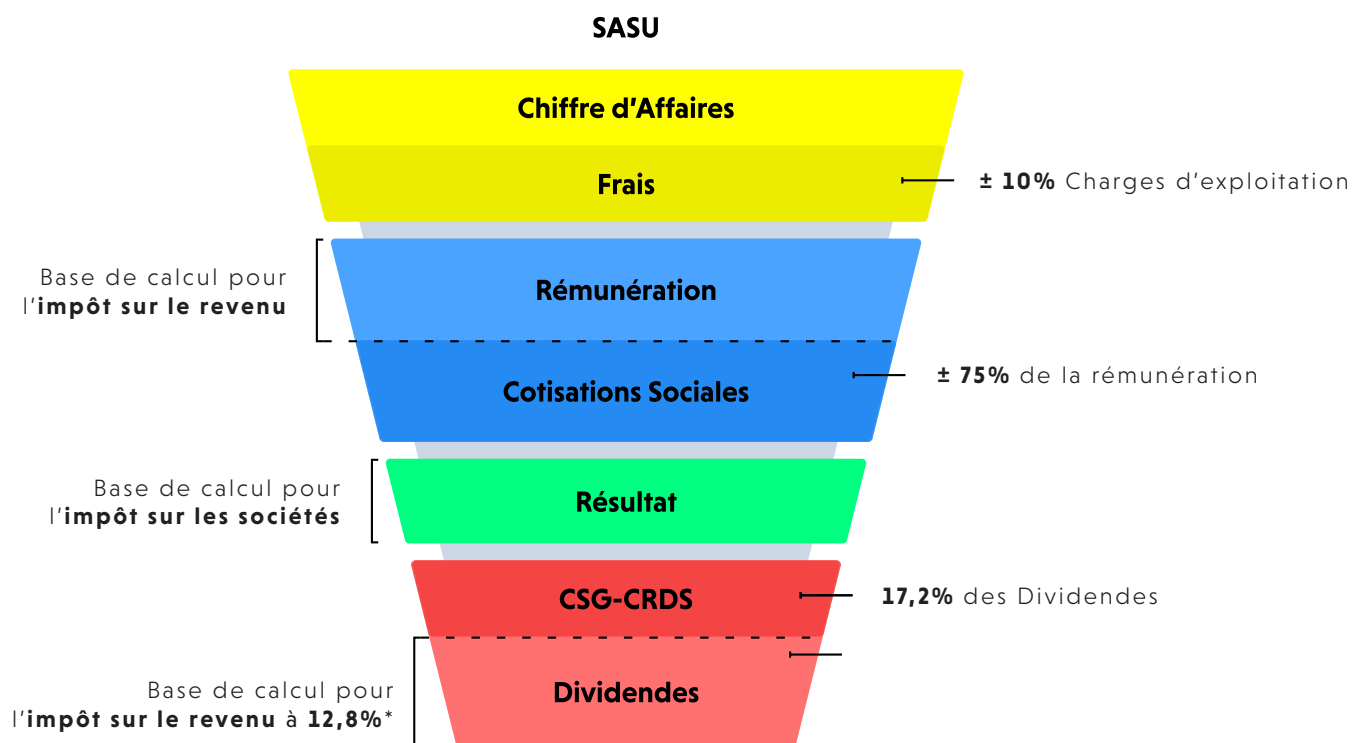 SASU
Chiffre d'Affaires
Frais
± 10% Charges d'exploitation
Base de calcul pour
l'impôt sur le revenu
Rémunération
Cotisations Sociales
± 75% de la rémunération
Base de calcul pour
l'impôt sur les sociétés
Résultat
CSG-CRDS
17,2% des Dividendes
Base de calcul pour
l'impôt sur le revenu à 12,8%*
Dividendes